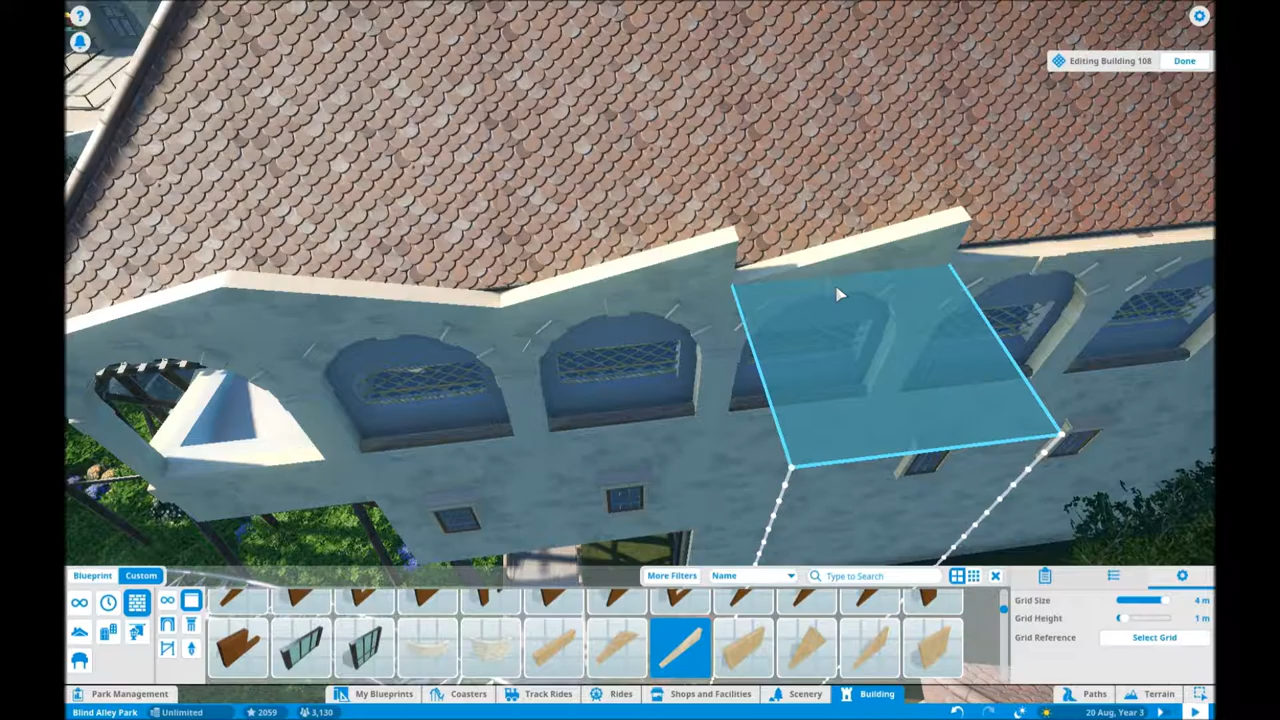 ?
Editing Building 108 Done
Blueprint Custom
More Filters Name Type to Search
Grid Size 4 m
Grid Height 1 m
Grid Reference Select Grid
Park Management My Blueprints Coasters Track Rides Rides Shops and Facilities Scenery Building Paths Terrain
Blind Alley Park Unlimited 2059 3,130 20 Aug, Year 3